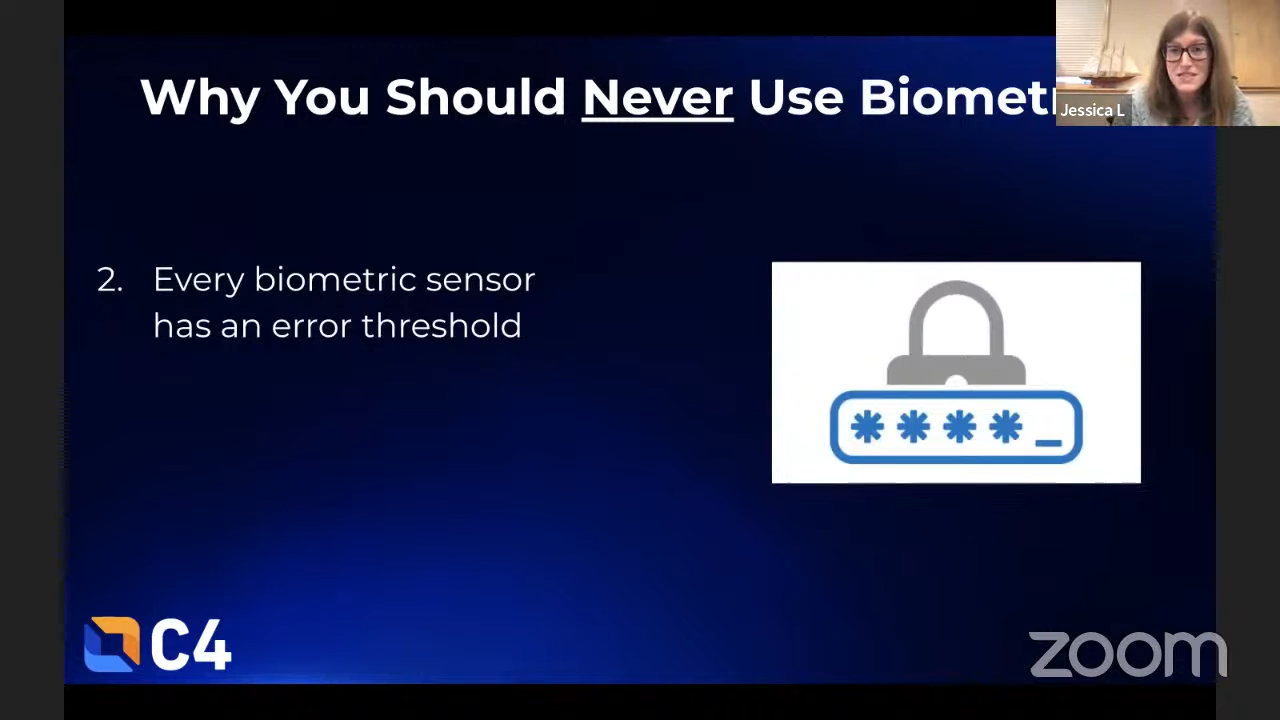 Why You Should Never Use Biomet
Jessica L
2. Every biometric sensor
has an error threshold
****_
C4
zoom